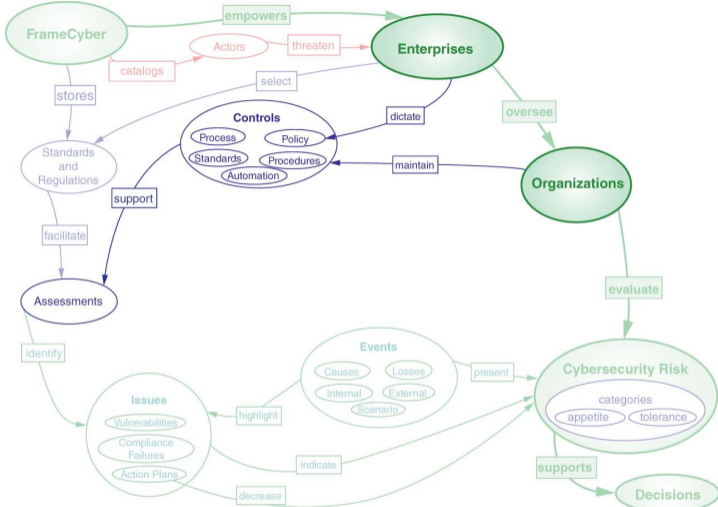 empowers
FrameCyber
Enterprises
Actors
threaten
catalogs
select
stores
oversee
Controls
dictate
Process
Policy
Standards
and
Regulations
Standards
Procedures
Automation
maintain
Organizations
support
facilitate
Assessments
evaluate
identify
Events
Causes
Losses
Internal
External
Scenario
present
Cybersecurity Risk
categories
appetite
tolerance
Issues
Vulnerabilities
Compliance
Failures
Action Plans
highlight
indicate
decrease
supports
Decisions